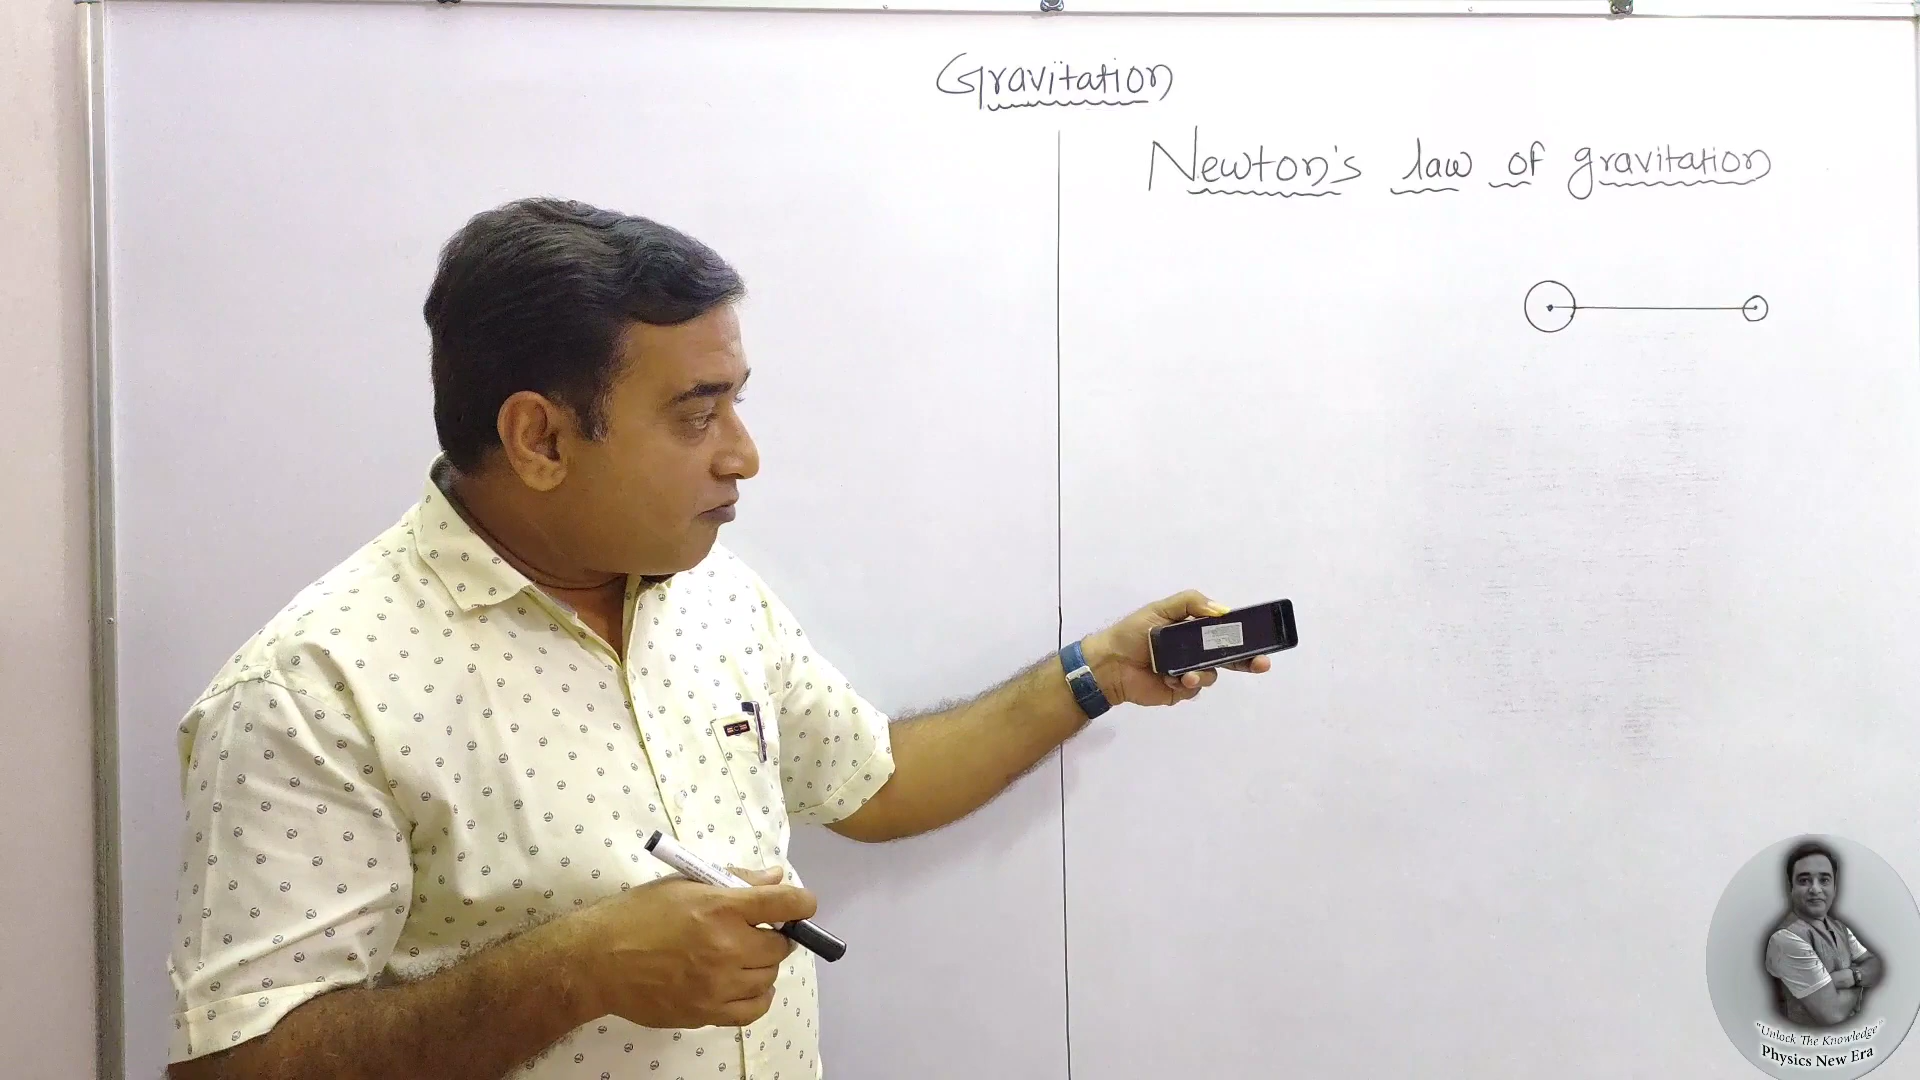 Gravitation
Newton's law of gravitation
"Unlock The Knowledge"
Physics New Era